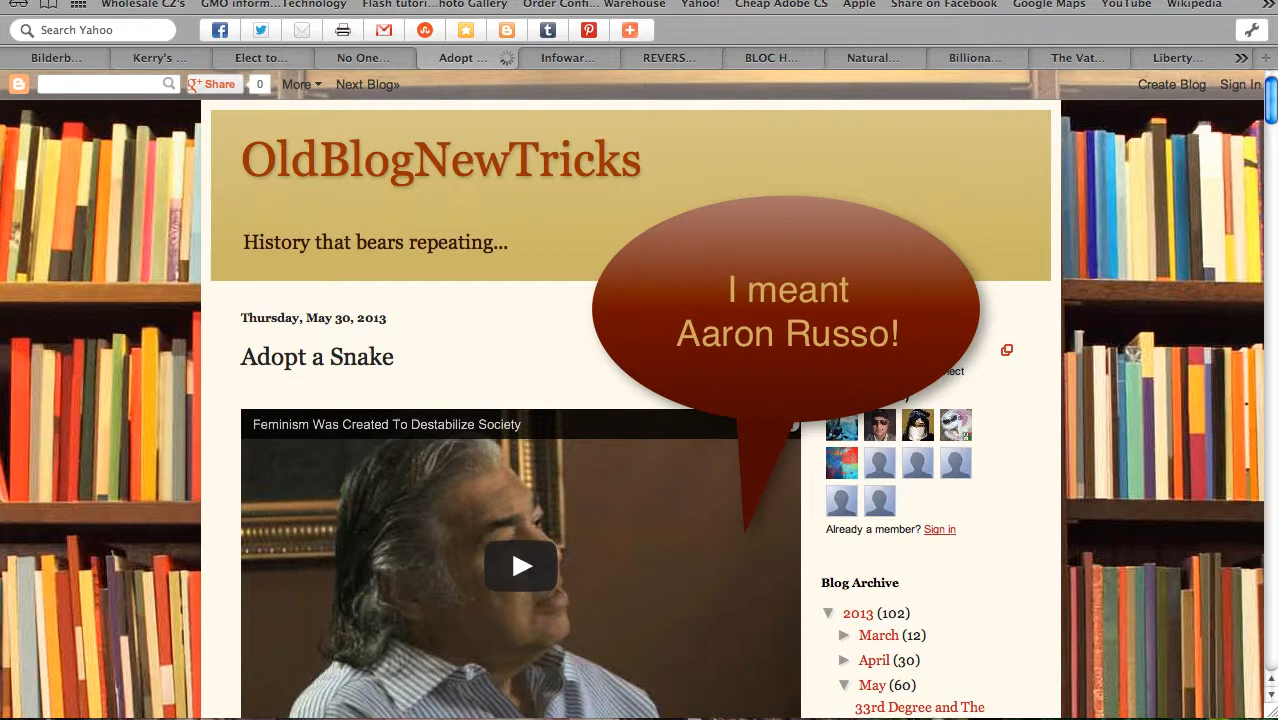 Wholesale CZ's GMO inform...Technology Flash tutori...hoto Gallery Order Confi... Warehouse Yahoo! Cheap Adobe CS Apple Share on Facebook Google Maps YouTube Wikipedia
Search Yahoo
Bilderb... Kerry's ... Elect to... No One... Adopt ... Infowar... REVERS... BLOC H... Natural... Billiona... The Vat... Liberty...
Share 0 More Next Blog» Create Blog Sign In
OldBlogNewTricks
History that bears repeating...
I meant
Aaron Russo!
Thursday, May 30, 2013
Adopt a Snake
Feminism Was Created To Destabilize Society
Already a member? Sign in
Blog Archive
▼ 2013 (102)
► March (12)
► April (30)
▼ May (60)
33rd Degree and The